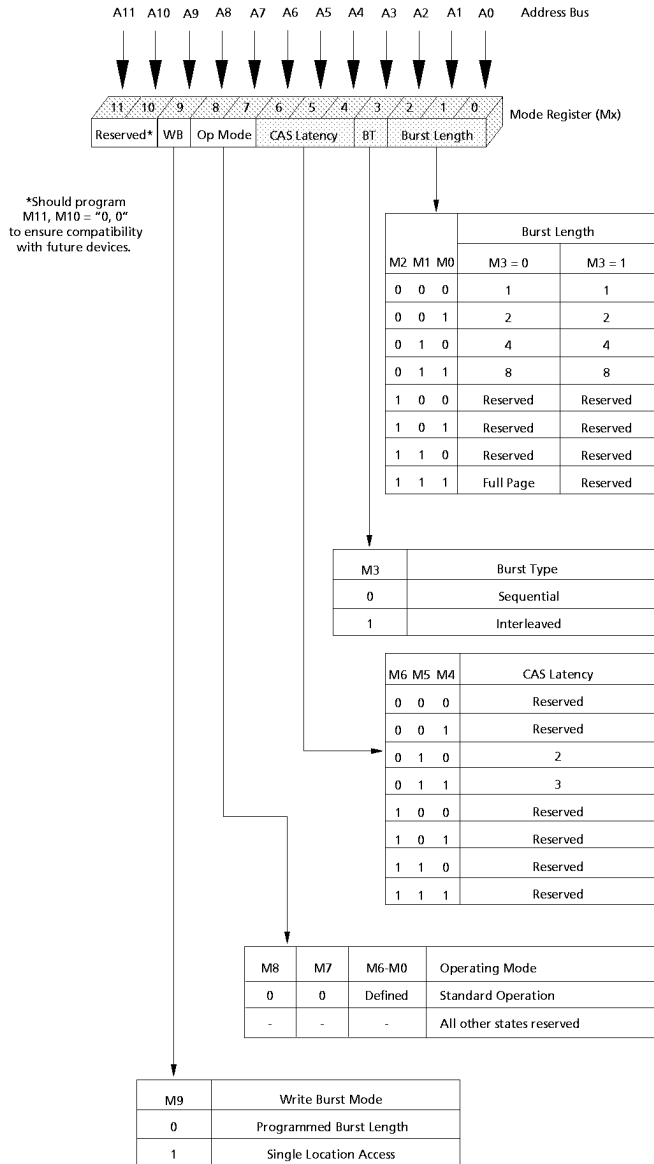 A11 A10 A9 A8 A7 A6 A5 A4 A3 A2 A1 A0 Address Bus
11 10 9 8 7 6 5 4 3 2 1 0 Mode Register (Mx)
Reserved* WB Op Mode CAS Latency BT Burst Length
*Should program
M11, M10 = “0, 0”
to ensure compatibility
with future devices.
Burst Length
M2 M1 M0 M3 = 0 M3 = 1
0 0 0 1 1
0 0 1 2 2
0 1 0 4 4
0 1 1 8 8
1 0 0 Reserved Reserved
1 0 1 Reserved Reserved
1 1 0 Reserved Reserved
1 1 1 Full Page Reserved
M3 Burst Type
0 Sequential
1 Interleaved
M6 M5 M4 CAS Latency
0 0 0 Reserved
0 0 1 Reserved
0 1 0 2
0 1 1 3
1 0 0 Reserved
1 0 1 Reserved
1 1 0 Reserved
1 1 1 Reserved
M8 M7 M6-M0 Operating Mode
0 0 Defined Standard Operation
- - - All other states reserved
M9 Write Burst Mode
0 Programmed Burst Length
1 Single Location Access